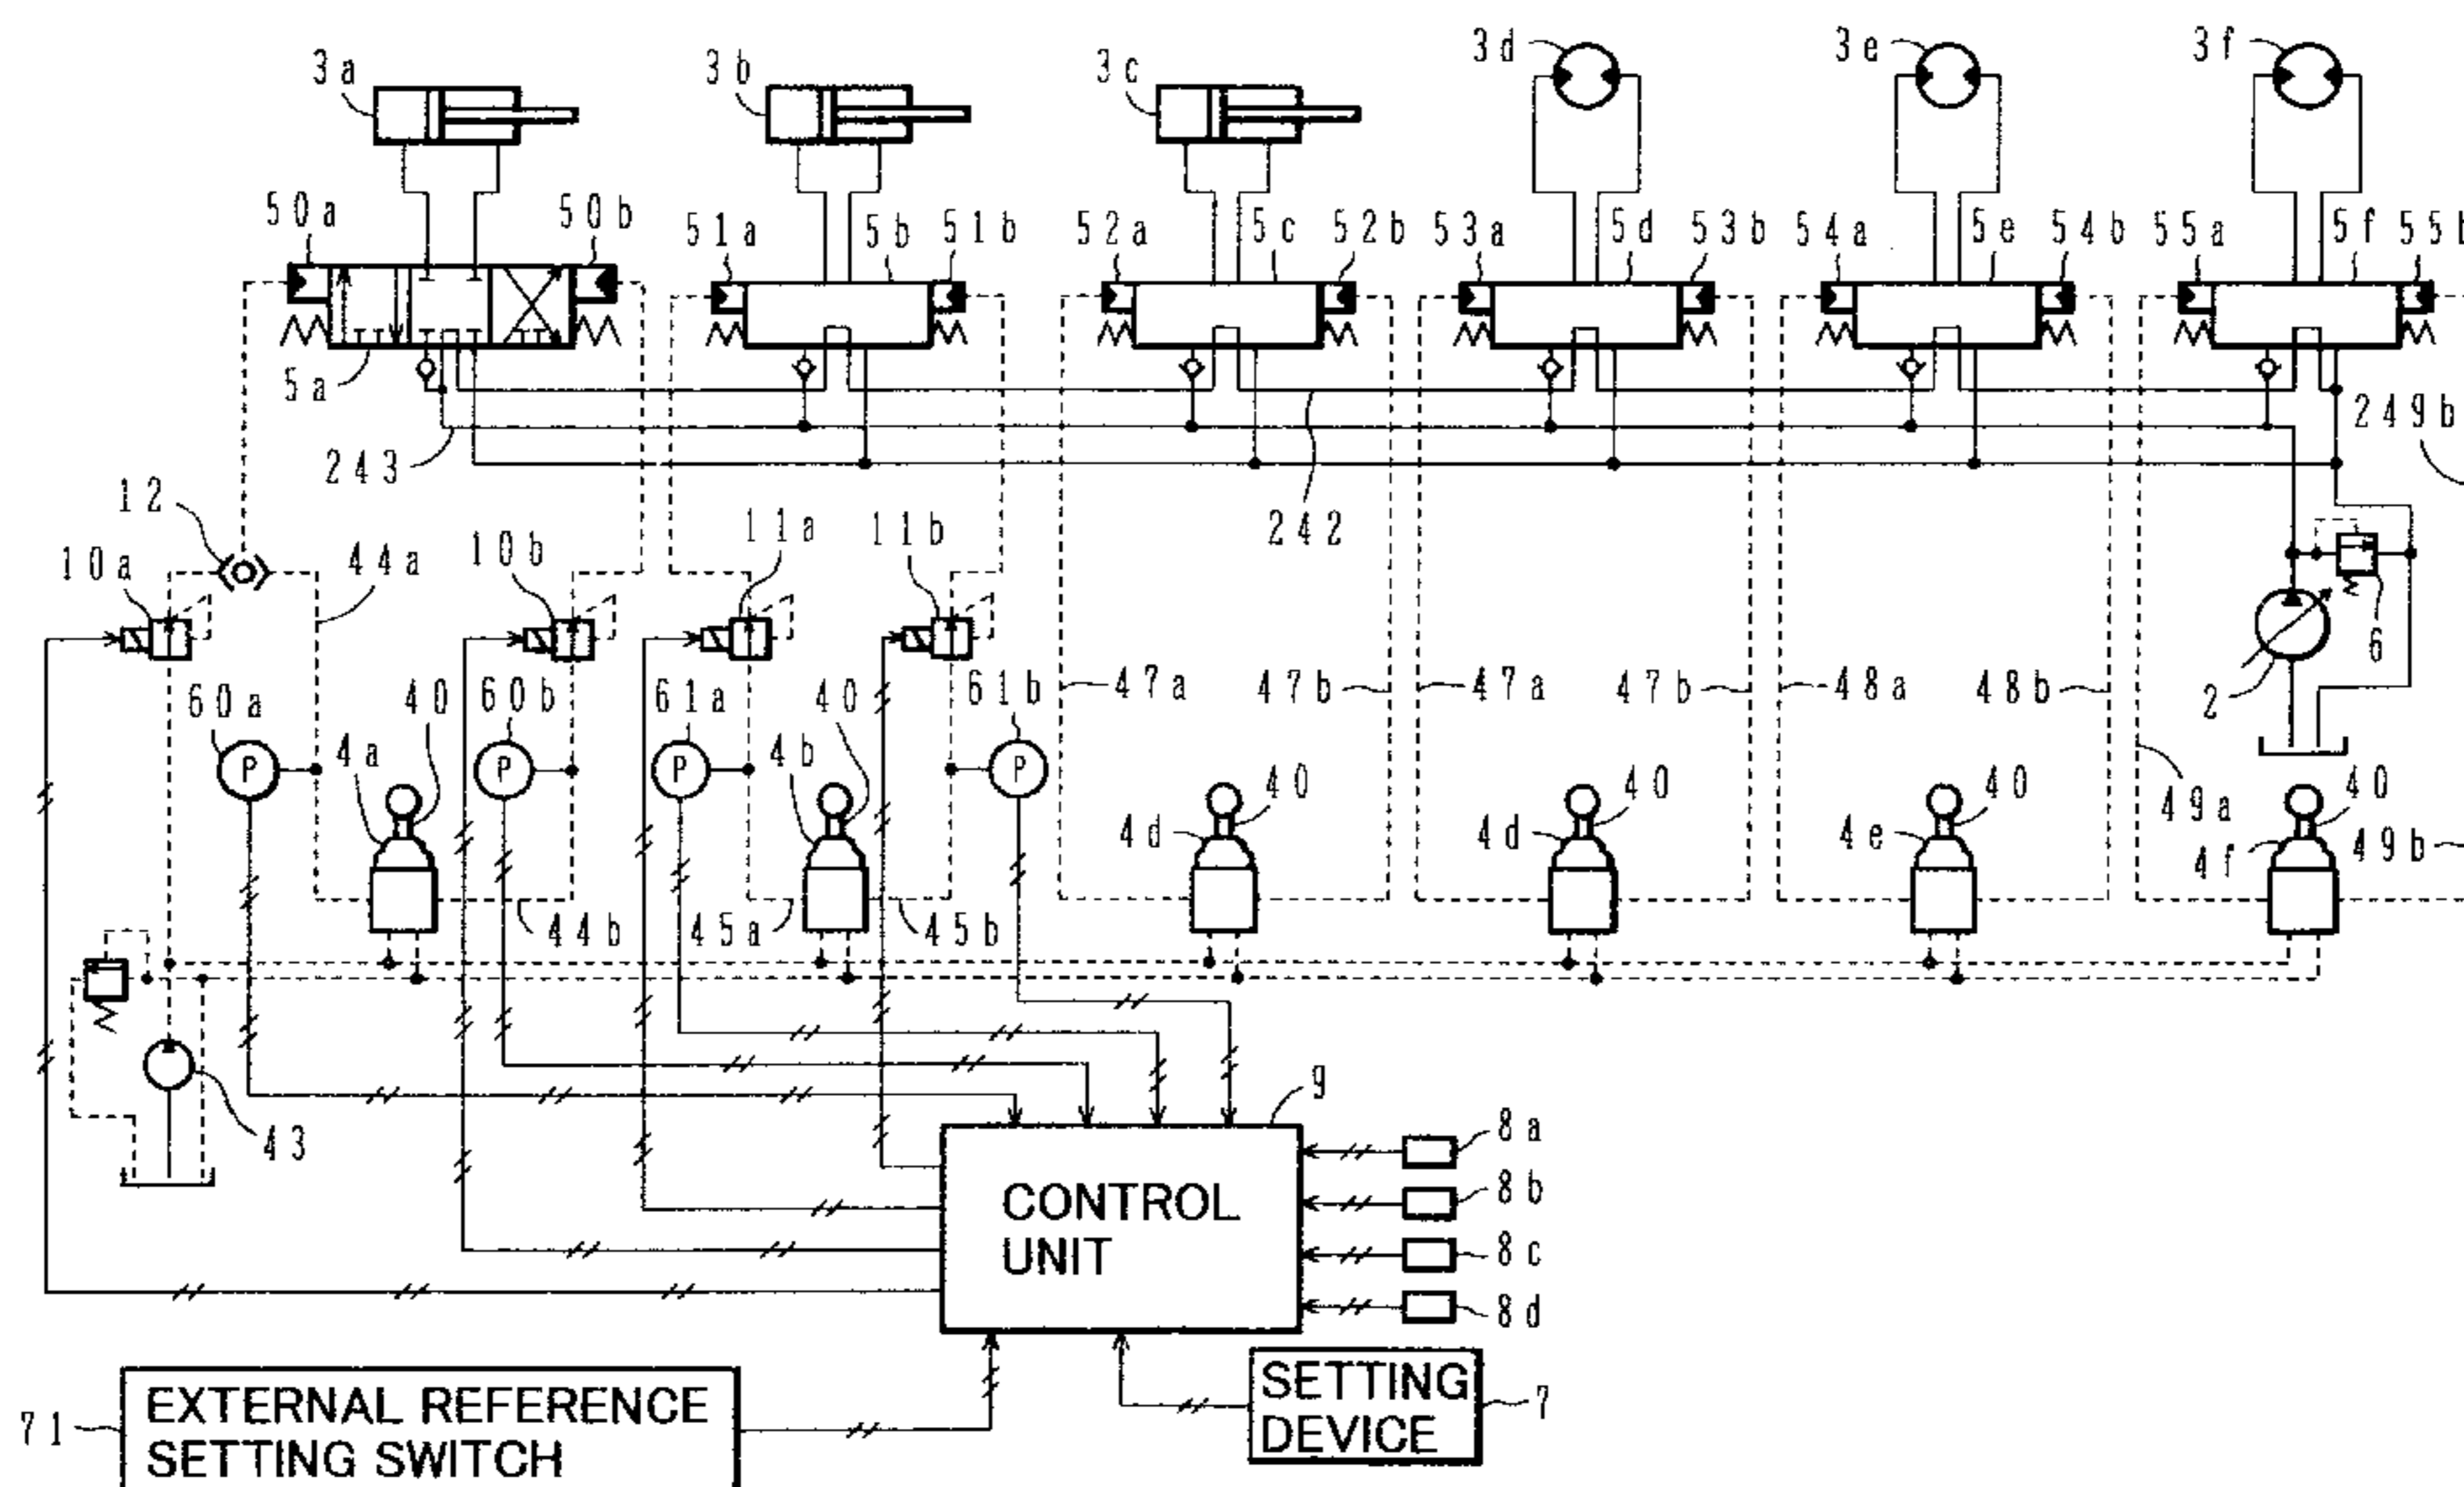 3a 3b 3c 3d 3e 3f
50a 50b 51a 5b 51b 52a 5c 52b 53a 5d 53b 54a 5e 54b 55a 5f 55b
5a
243
242
249b
12
10a 44a 10b 11a 11b
6
60a 40 60b 61a 40 61b 47a 47b 47a 47b 48a 48b 2
4a 4b 4d 40 4d 40 4e 40 49a 4f 40 49b
44b 45a 45b
43
9
CONTROL
UNIT
8a
8b
8c
8d
71
EXTERNAL REFERENCE
SETTING SWITCH
SETTING
DEVICE
7
P P P P